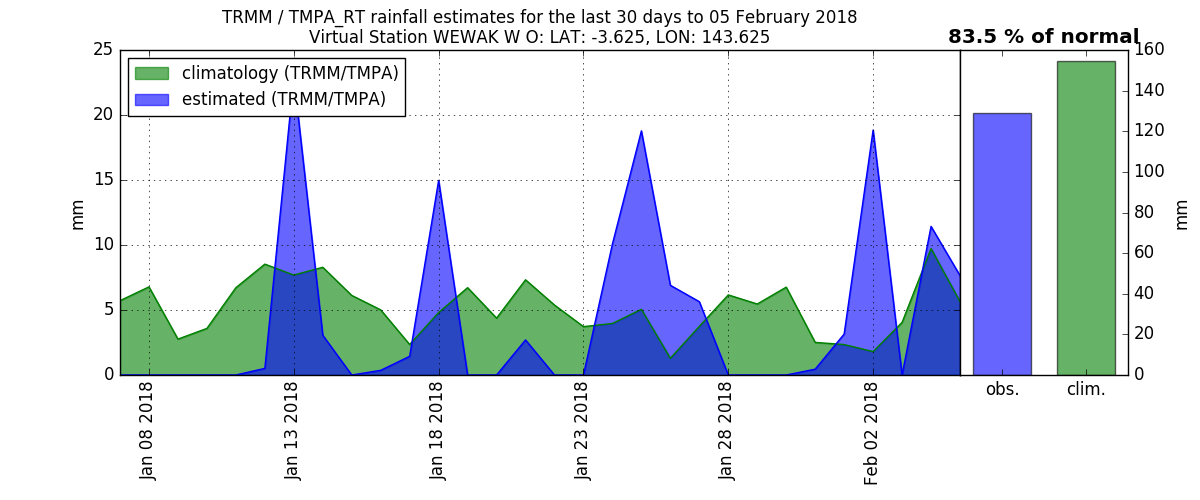 TRMM / TMPA_RT rainfall estimates for the last 30 days to 05 February 2018
Virtual Station WEWAK W O: LAT: -3.625, LON: 143.625
83.5 % of normal
climatology (TRMM/TMPA)
estimated (TRMM/TMPA)
25
20
15
10
5
0
mm
Jan 08 2018
Jan 13 2018
Jan 18 2018
Jan 23 2018
Jan 28 2018
Feb 02 2018
obs.
clim.
160
140
120
100
80
60
40
20
0
mm